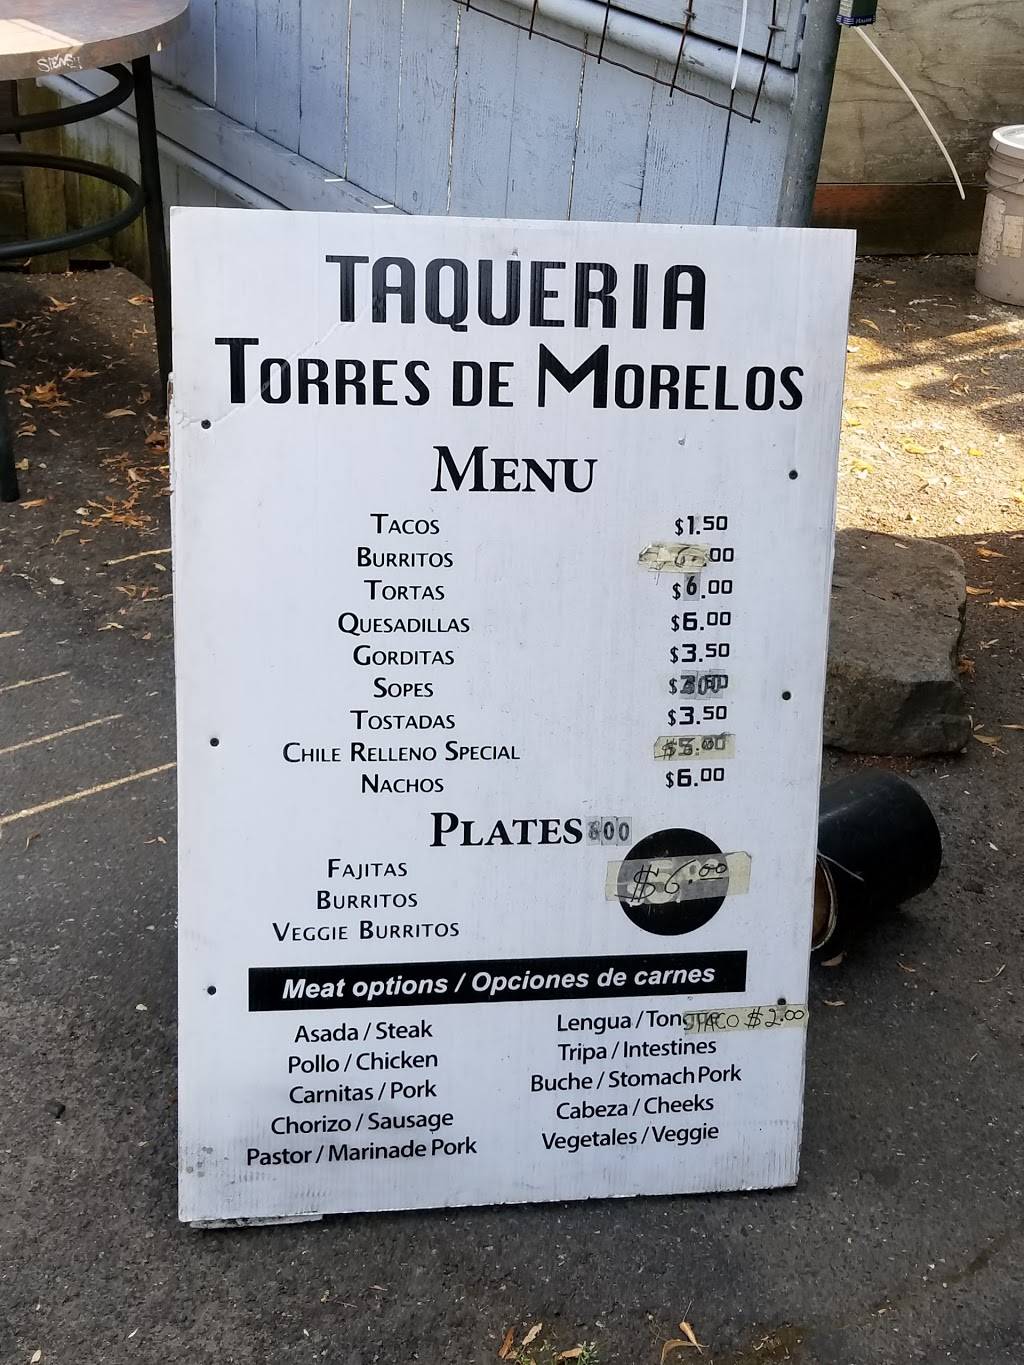 TAQUERIA
TORRES DE MORELOS
MENU
TACOS $1.50
BURRITOS 6.00
TORTAS $6.00
QUESADILLAS $6.00
GORDITAS $3.50
SOPES $
TOSTADAS $3.50
CHILE RELLENO SPECIAL
NACHOS $6.00
PLATES
FAJITAS
BURRITOS
VEGGIE BURRITOS
$6.00
Meat options / Opciones de carnes
Asada / Steak
Pollo / Chicken
Carnitas / Pork
Chorizo / Sausage
Pastor / Marinade Pork
Lengua / TACO $2.00
Tripa / Intestines
Buche / Stomach Pork
Cabeza / Cheeks
Vegetales / Veggie